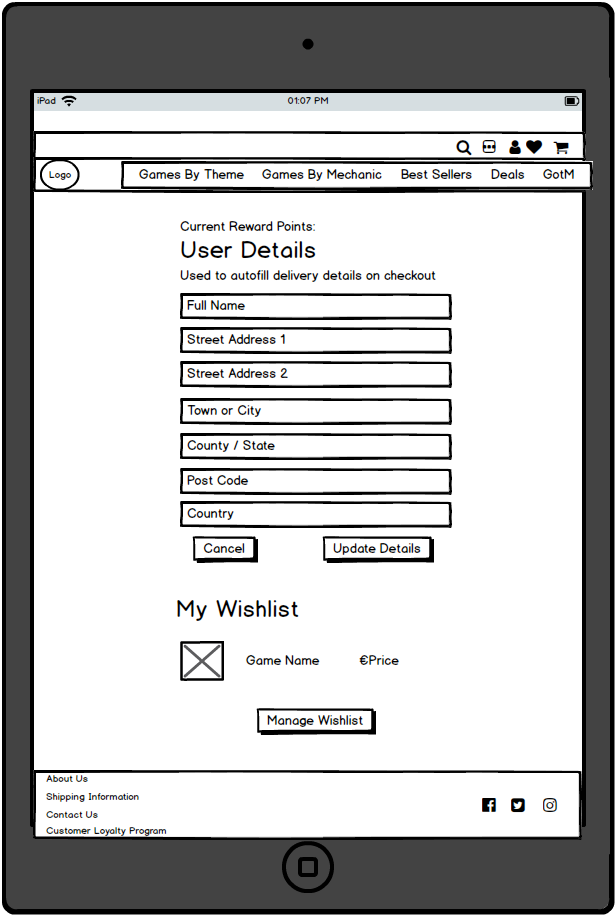 iPad 01:07 PM
Logo Games By Theme Games By Mechanic Best Sellers Deals GotM
Current Reward Points:
User Details
Used to autofill delivery details on checkout
Full Name
Street Address 1
Street Address 2
Town or City
County / State
Post Code
Country
Cancel Update Details
My Wishlist
Game Name €Price
Manage Wishlist
About Us
Shipping Information
Contact Us
Customer Loyalty Program